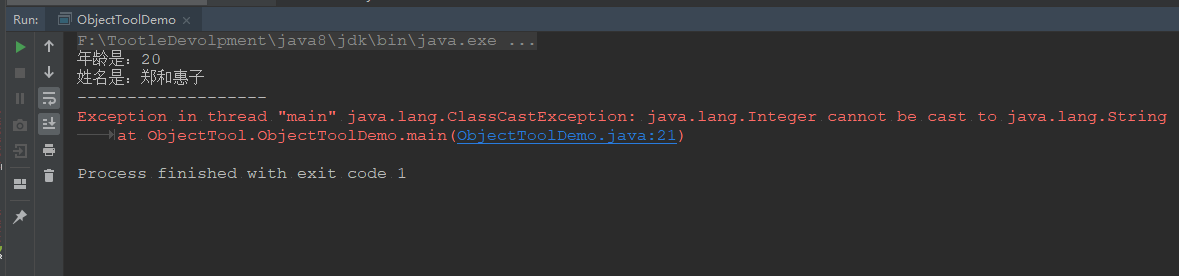 Run: ObjectToolDemo ×
F:\TootleDevolpment\java8\jdk\bin\java.exe ...
年龄是：20
姓名是：郑和惠子
-------------------
Exception in thread "main" java.lang.ClassCastException: java.lang.Integer cannot be cast to java.lang.String
at ObjectTool.ObjectToolDemo.main(ObjectToolDemo.java:21)
Process finished with exit code 1